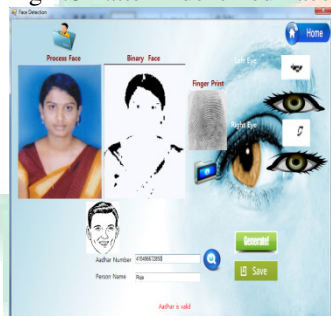 Face Detection
Home
Process Face
Binary Face
Left Eye
Finger Print
Right Eye
Generate!
Aadhar Number
Person Name
Roja
Save
Aadhar is valid